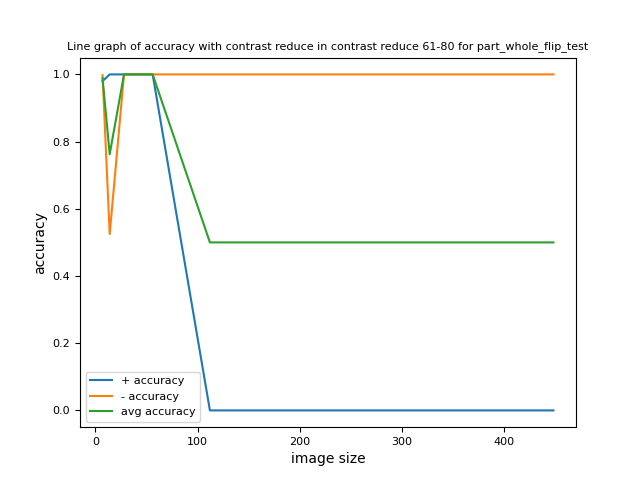 Line graph of accuracy with contrast reduce in contrast reduce 61-80 for part_whole_flip_test
1.0
0.8
0.6
0.4
0.2
0.0
accuracy
+ accuracy
- accuracy
avg accuracy
0 100 200 300 400
image size